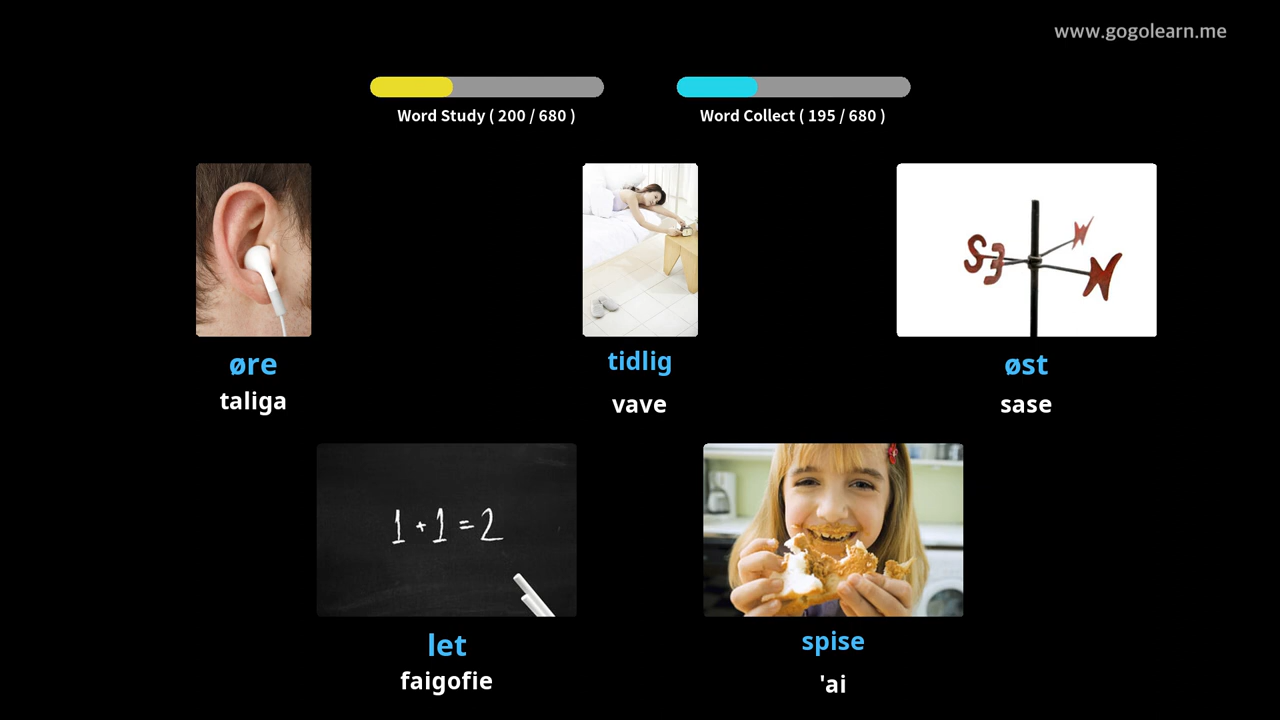 www.gogolearn.me
Word Study ( 200 / 680 )
Word Collect ( 195 / 680 )
øre
taliga
tidlig
vave
øst
sase
1 + 1 = 2
let
faigofie
spise
'ai